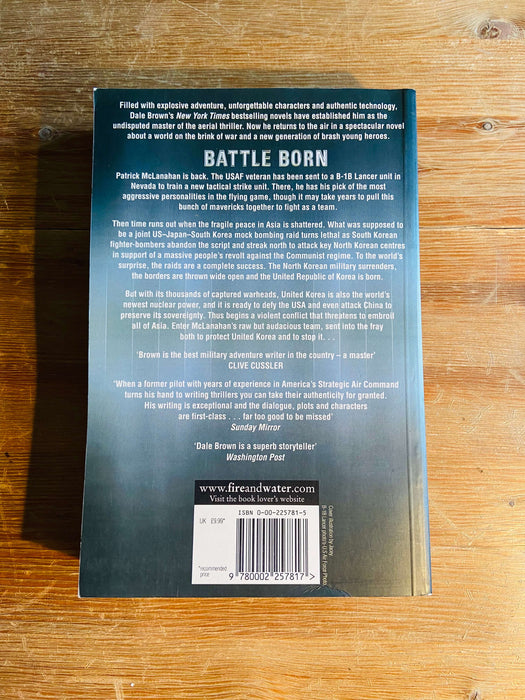 Filled with explosive adventure, unforgettable characters and authentic technology,
Dale Brown's New York Times bestselling novels have established him as the
undisputed master of the aerial thriller. Now he returns to the air in a spectacular novel
about a world on the brink of war and a new generation of brash young heroes.
BATTLE BORN
Patrick McLanahan is back. The USAF veteran has been sent to a B-1B Lancer unit in
Nevada to train a new tactical strike unit. There, he has his pick of the most
aggressive personalities in the flying game, though it may take years to pull this
bunch of mavericks together to fight as a team.
Then time runs out when the fragile peace in Asia is shattered. What was supposed to
be a joint US–Japan–South Korea mock bombing raid turns lethal as South Korean
fighter-bombers abandon the script and streak north to attack key North Korean centres
in support of a massive people's revolt against the Communist regime. To the world's
surprise, the raids are a complete success. The North Korean military surrenders,
the borders are thrown wide open and the United Republic of Korea is born.
But with its thousands of captured warheads, United Korea is also the world's
newest nuclear power, and it is ready to defy the USA and even attack China to
preserve its sovereignty. Thus begins a violent conflict that threatens to embroil
all of Asia. Enter McLanahan's raw but audacious team, sent into the fray
both to protect United Korea and to stop it. . .
'Brown is the best military adventure writer in the country – a master'
CLIVE CUSSLER
'When a former pilot with years of experience in America's Strategic Air Command
turns his hand to writing thrillers you can take their authenticity for granted.
His writing is exceptional and the dialogue, plots and characters
are first-class . . . far too good to be missed'
Sunday Mirror
'Dale Brown is a superb storyteller'
Washington Post
www.fireandwater.com
Visit the book lover's website
ISBN 0-00-225781-5
UK £9.99*
*recommended
price
9 780002 257817 >
Cover illustration by
B-1B Lancer photo: US Air Force Photo